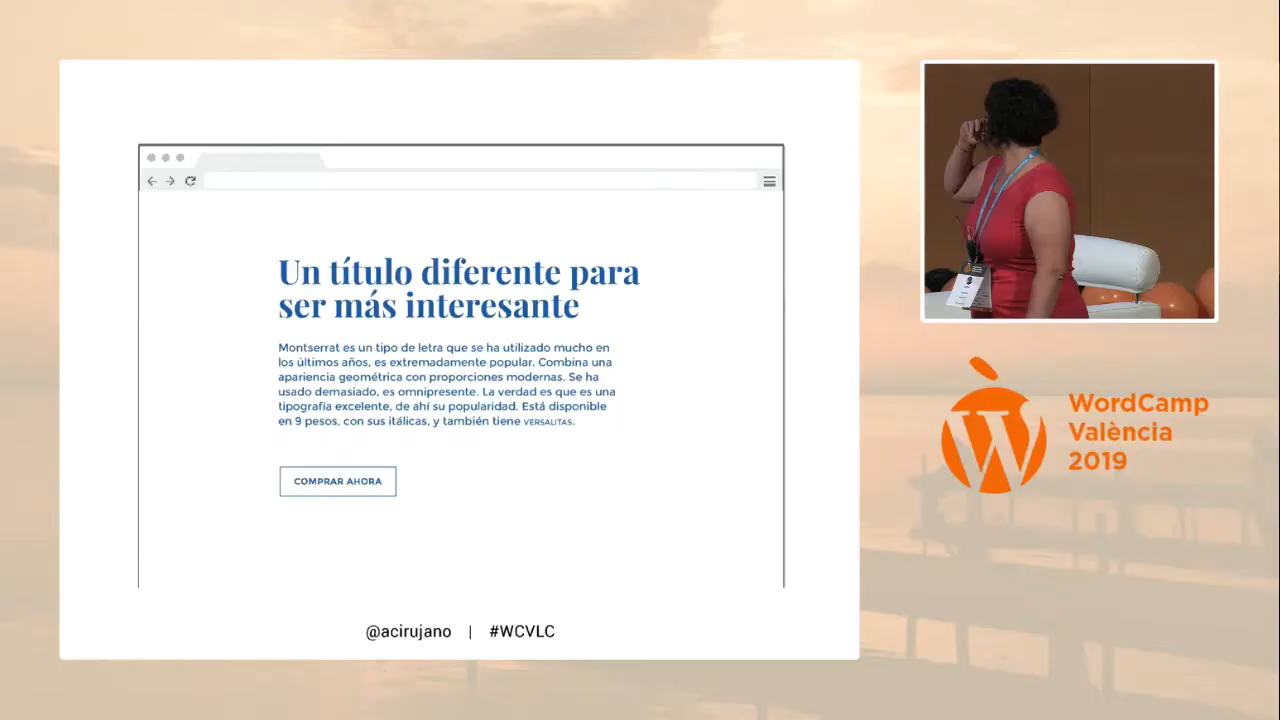 Un título diferente para
ser más interesante
Montserrat es un tipo de letra que se ha utilizado mucho en
los últimos años, es extremadamente popular. Combina una
apariencia geométrica con proporciones modernas. Se ha
usado demasiado, es omnipresente. La verdad es que es una
tipografía excelente, de ahí su popularidad. Está disponible
en 9 pesos, con sus itálicas, y también tiene VERSALITAS.
COMPRAR AHORA
@acirujano | #WCVLC
WordCamp
València
2019